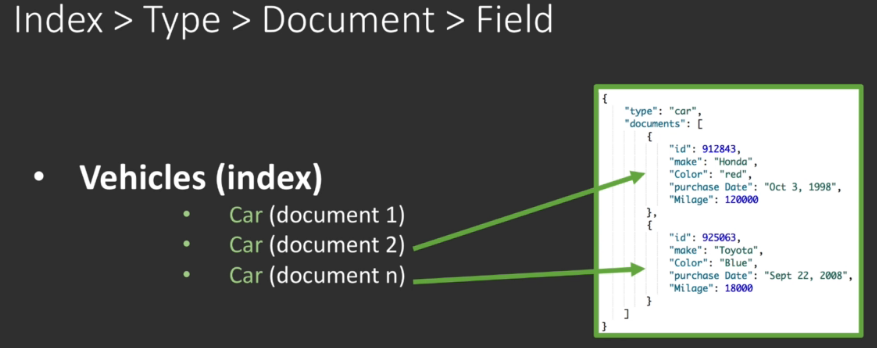 Index > Type > Document > Field
• Vehicles (index)
• Car (document 1)
• Car (document 2)
• Car (document n)
{
"type": "car",
"documents": [
{
"id": 912843,
"make": "Honda",
"Color": "red",
"purchase Date": "Oct 3, 1998",
"Milage": 120000
},
{
"id": 925063,
"make": "Toyota",
"Color": "Blue",
"purchase Date": "Sept 22, 2008",
"Milage": 18000
}
]
}